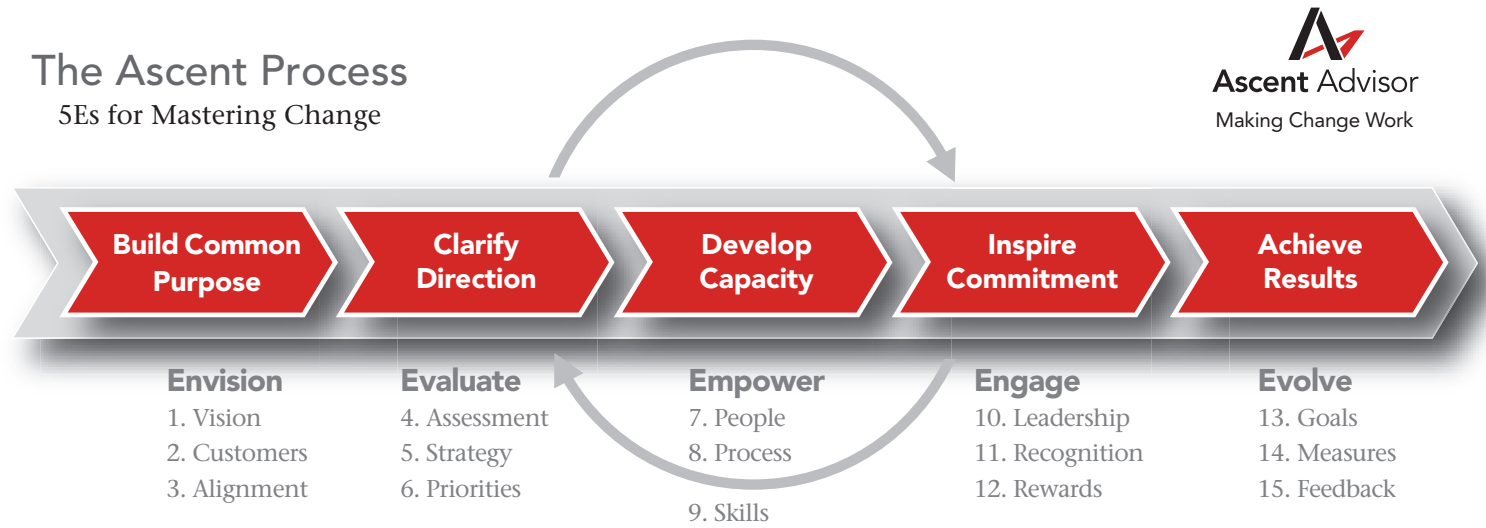 The Ascent Process
5Es for Mastering Change
Ascent Advisor
Making Change Work
Build Common
Purpose
Clarify
Direction
Develop
Capacity
Inspire
Commitment
Achieve
Results
Envision
1. Vision
2. Customers
3. Alignment
Evaluate
4. Assessment
5. Strategy
6. Priorities
Empower
7. People
8. Process
9. Skills
Engage
10. Leadership
11. Recognition
12. Rewards
Evolve
13. Goals
14. Measures
15. Feedback